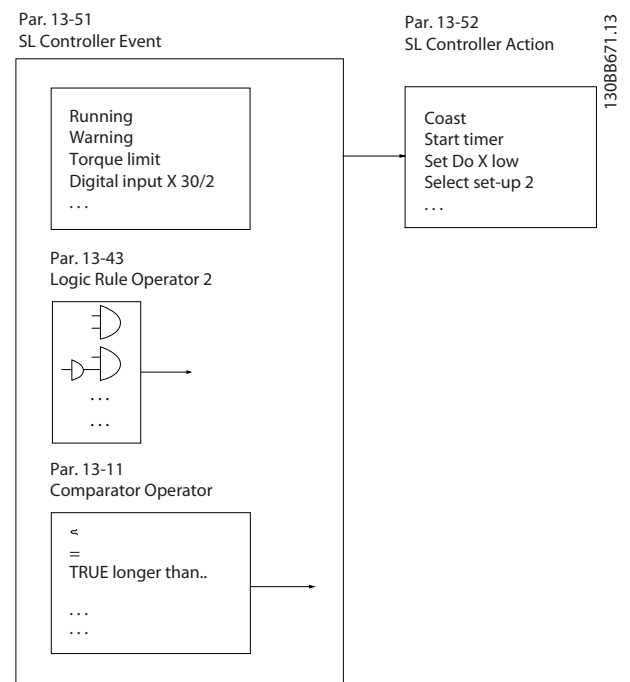 Par. 13-51
SL Controller Event
Par. 13-52
SL Controller Action
130BB671.13
Running
Warning
Torque limit
Digital input X 30/2
. . .
Coast
Start timer
Set Do X low
Select set-up 2
. . .
Par. 13-43
Logic Rule Operator 2
. . .
. . .
Par. 13-11
Comparator Operator
<
=
TRUE longer than..
. . .
. . .